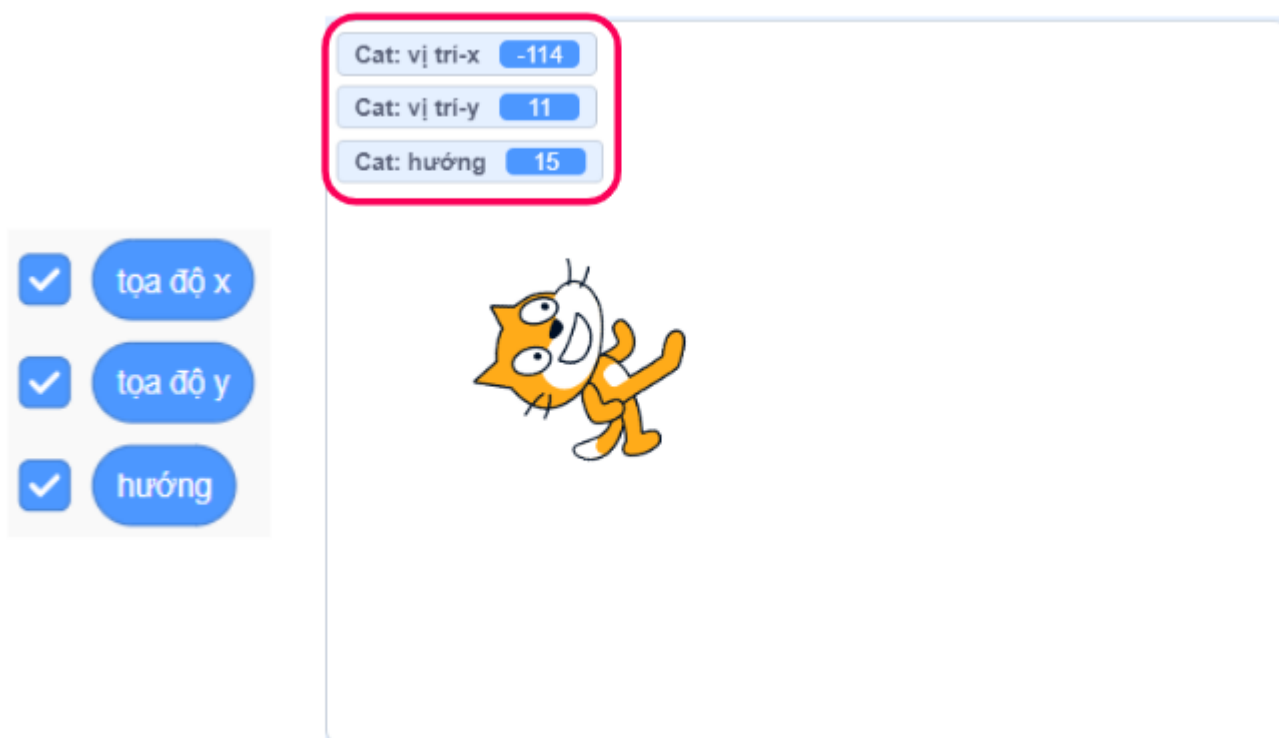 Cat: vị trí-x -114
Cat: vị trí-y 11
Cat: hướng 15
tọa độ x
tọa độ y
hướng